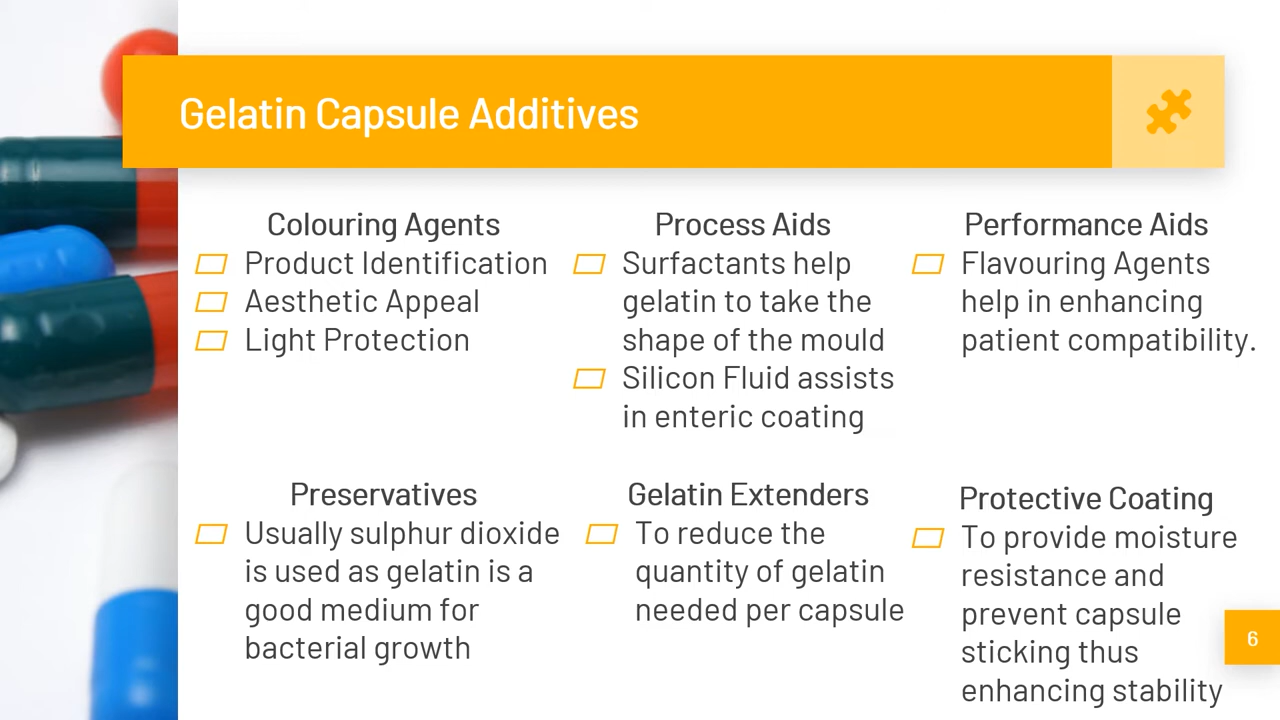 Gelatin Capsule Additives
Colouring Agents
Product Identification
Aesthetic Appeal
Light Protection
Process Aids
Surfactants help
gelatin to take the
shape of the mould
Silicon Fluid assists
in enteric coating
Performance Aids
Flavouring Agents
help in enhancing
patient compatibility.
Preservatives
Usually sulphur dioxide
is used as gelatin is a
good medium for
bacterial growth
Gelatin Extenders
To reduce the
quantity of gelatin
needed per capsule
Protective Coating
To provide moisture
resistance and
prevent capsule
sticking thus
enhancing stability
6